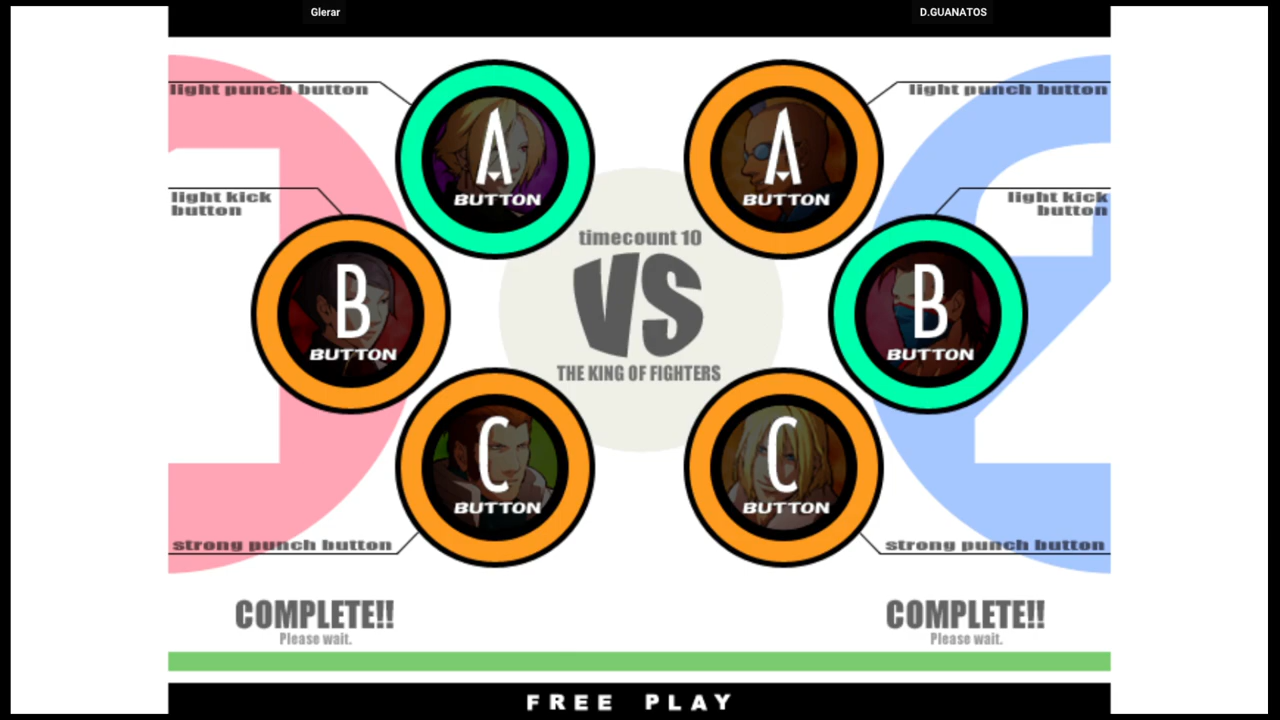 Glerar
D.GUANATOS
light punch button
light punch button
A
BUTTON
A
BUTTON
light kick
button
light kick
button
B
BUTTON
B
BUTTON
timecount 10
VS
THE KING OF FIGHTERS
C
BUTTON
C
BUTTON
strong punch button
strong punch button
COMPLETE!!
Please wait.
COMPLETE!!
Please wait.
FREE PLAY
1
2